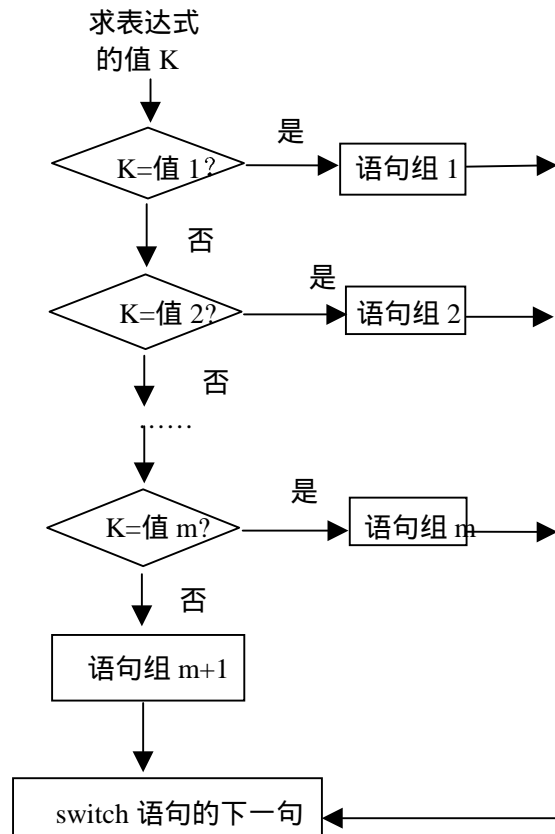 求表达式
的值 K
是
K=值 1?
语句组 1
否
是
K=值 2?
语句组 2
否
……
是
K=值 m?
语句组 m
否
语句组 m+1
switch 语句的下一句